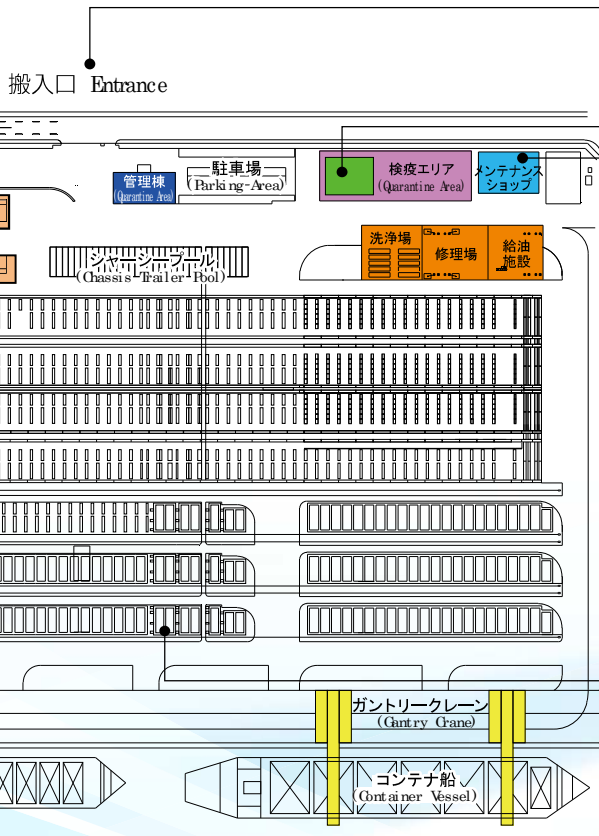 搬入口 Entrance
管理棟
(Quarantine Area)
駐車場
(Parking-Area)
検疫エリア
(Quarantine Area)
メンテナンス
ショップ
洗浄場
修理場
給油
施設
シャーシープール
(Chassis-Trailer-Pool)
ガントリークレーン
(Gantry Crane)
コンテナ船
(Container Vessel)